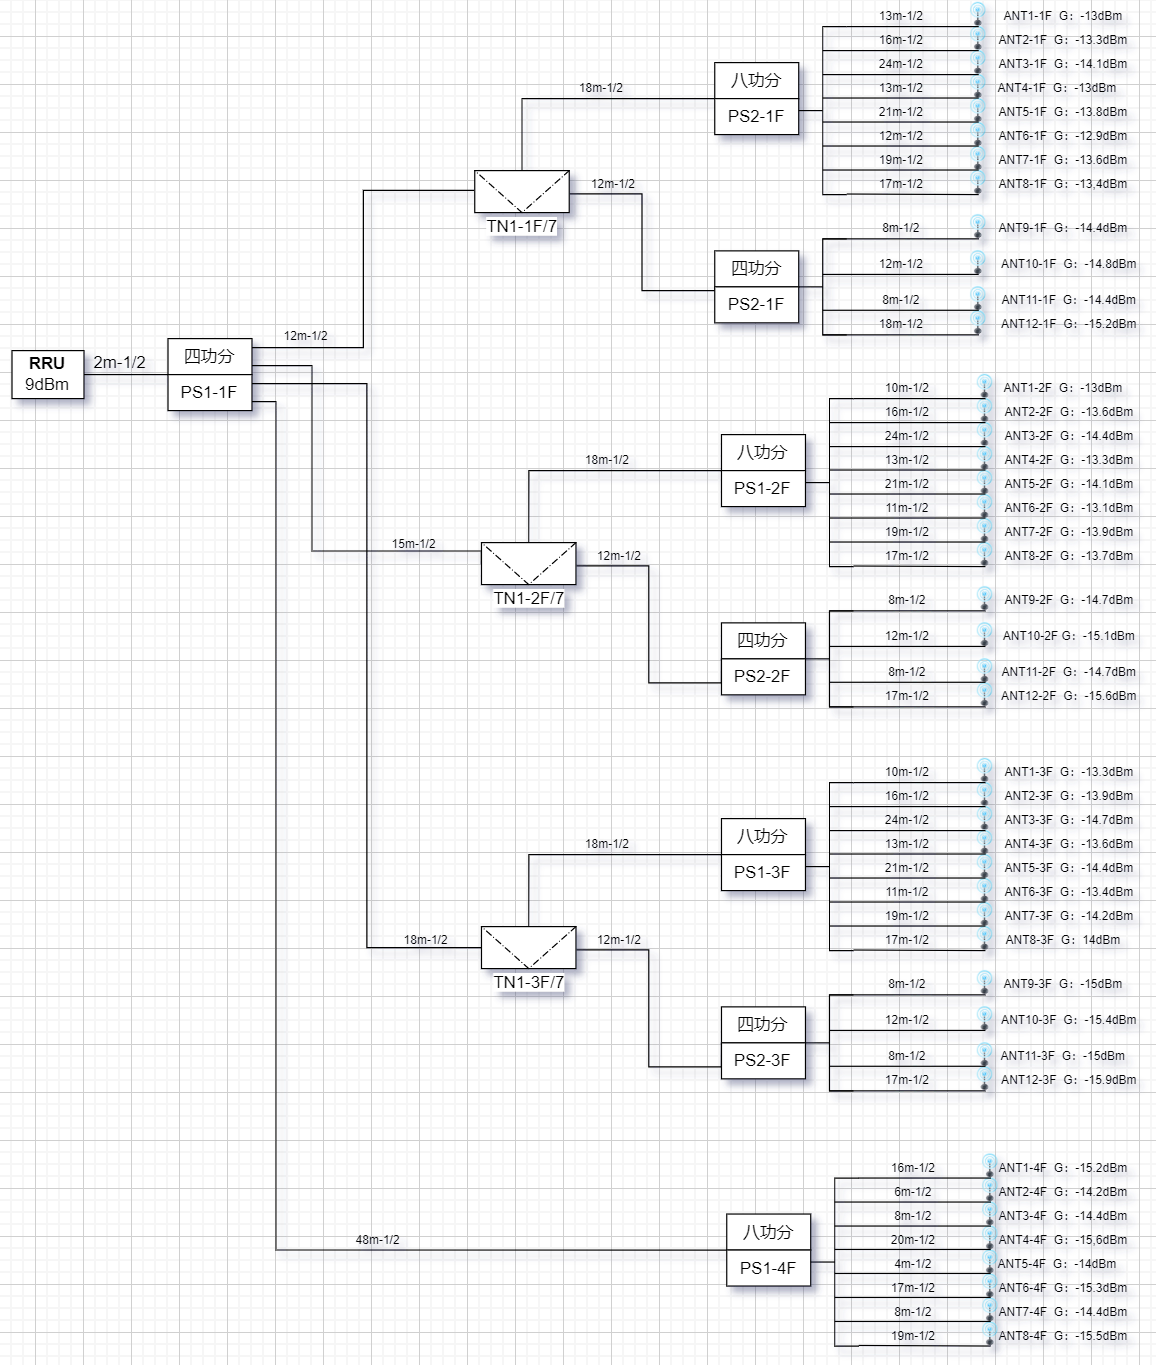 13m-1/2 ANT1-1F G: -13dBm
16m-1/2 ANT2-1F G: -13.3dBm
24m-1/2 ANT3-1F G: -14.1dBm
13m-1/2 ANT4-1F G: -13dBm
21m-1/2 ANT5-1F G: -13.8dBm
12m-1/2 ANT6-1F G: -12.9dBm
19m-1/2 ANT7-1F G: -13.6dBm
17m-1/2 ANT8-1F G: -13,4dBm
18m-1/2
八功分
PS2-1F
TN1-1F/7
12m-1/2
8m-1/2 ANT9-1F G: -14.4dBm
12m-1/2 ANT10-1F G: -14.8dBm
8m-1/2 ANT11-1F G: -14.4dBm
18m-1/2 ANT12-1F G: -15.2dBm
四功分
PS2-1F
RRU
9dBm
2m-1/2
四功分
PS1-1F
12m-1/2
10m-1/2 ANT1-2F G: -13dBm
16m-1/2 ANT2-2F G: -13.6dBm
24m-1/2 ANT3-2F G: -14.4dBm
13m-1/2 ANT4-2F G: -13.3dBm
21m-1/2 ANT5-2F G: -14.1dBm
11m-1/2 ANT6-2F G: -13.1dBm
19m-1/2 ANT7-2F G: -13.9dBm
17m-1/2 ANT8-2F G: -13.7dBm
18m-1/2
八功分
PS1-2F
15m-1/2
TN1-2F/7
12m-1/2
8m-1/2 ANT9-2F G: -14.7dBm
12m-1/2 ANT10-2F G: -15.1dBm
8m-1/2 ANT11-2F G: -14.7dBm
17m-1/2 ANT12-2F G: -15.6dBm
四功分
PS2-2F
10m-1/2 ANT1-3F G: -13.3dBm
16m-1/2 ANT2-3F G: -13.9dBm
24m-1/2 ANT3-3F G: -14.7dBm
13m-1/2 ANT4-3F G: -13.6dBm
21m-1/2 ANT5-3F G: -14.4dBm
11m-1/2 ANT6-3F G: -13.4dBm
19m-1/2 ANT7-3F G: -14.2dBm
17m-1/2 ANT8-3F G: 14dBm
18m-1/2
八功分
PS1-3F
18m-1/2
TN1-3F/7
12m-1/2
8m-1/2 ANT9-3F G: -15dBm
12m-1/2 ANT10-3F G: -15.4dBm
8m-1/2 ANT11-3F G: -15dBm
17m-1/2 ANT12-3F G: -15.9dBm
四功分
PS2-3F
16m-1/2 ANT1-4F G: -15.2dBm
6m-1/2 ANT2-4F G: -14.2dBm
8m-1/2 ANT3-4F G: -14.4dBm
20m-1/2 ANT4-4F G: -15,6dBm
4m-1/2 ANT5-4F G: -14dBm
17m-1/2 ANT6-4F G: -15.3dBm
8m-1/2 ANT7-4F G: -14.4dBm
19m-1/2 ANT8-4F G: -15.5dBm
48m-1/2
八功分
PS1-4F